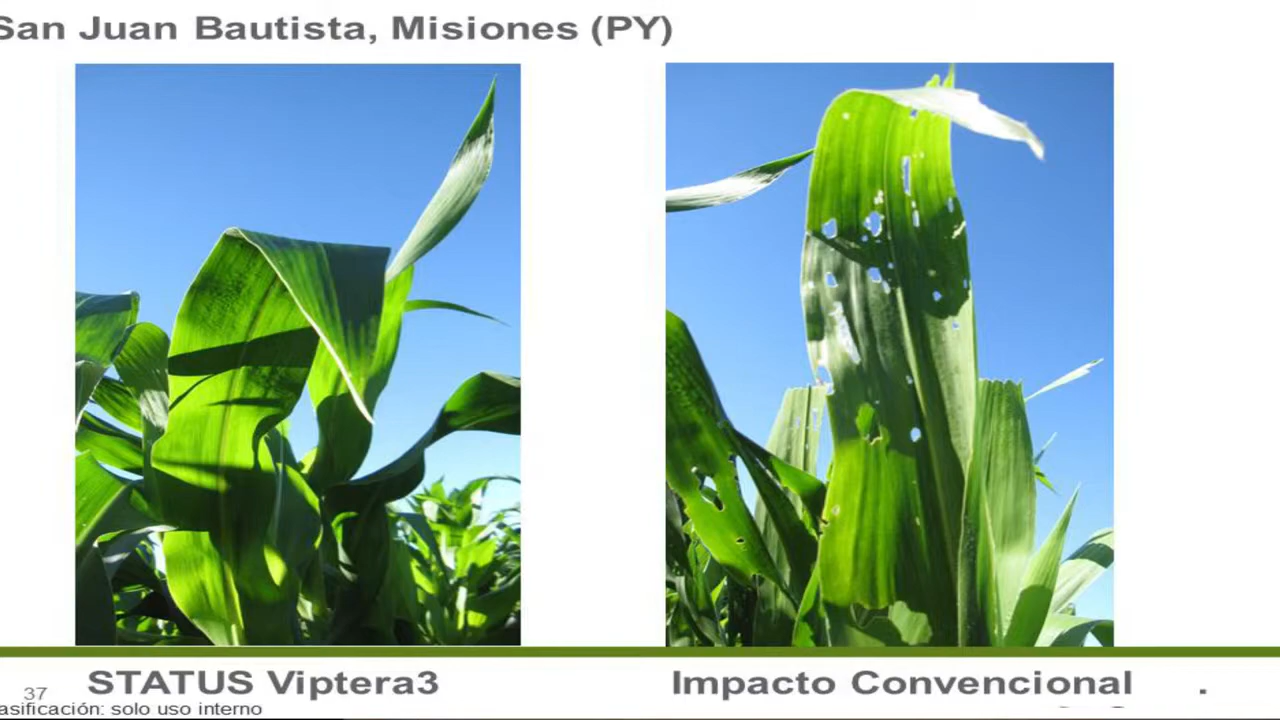 San Juan Bautista, Misiones (PY)
STATUS Viptera3
Impacto Convencional .
37
asificación: solo uso interno